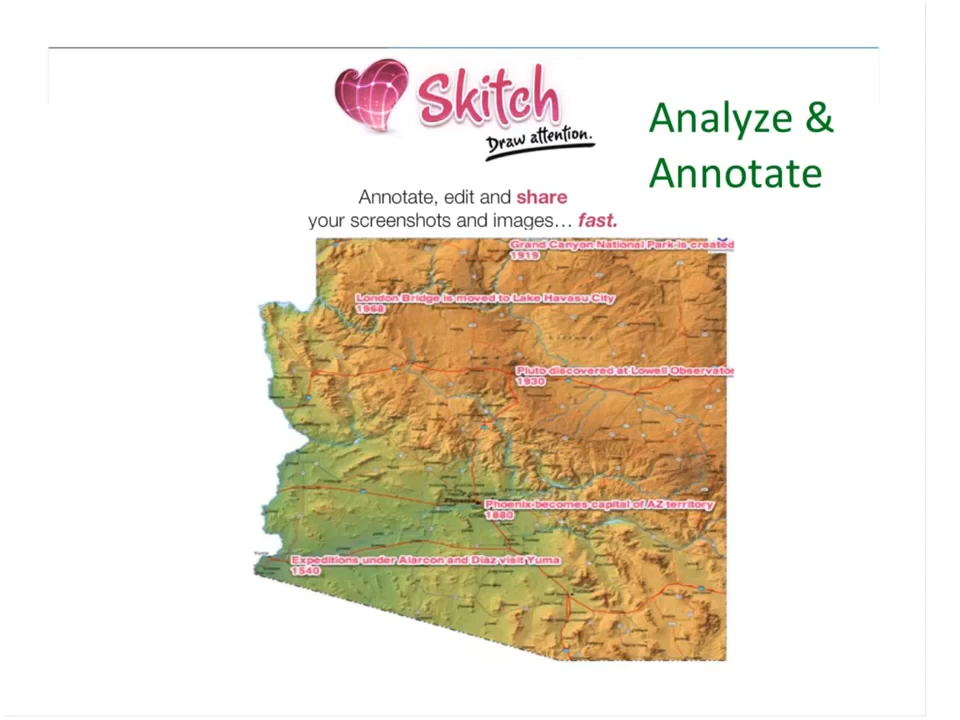 Skitch
Draw attention.
Analyze &
Annotate
Annotate, edit and share
your screenshots and images... fast.
Grand Canyon National Park is created
1919
London Bridge is moved to Lake Havasu City
1968
Pluto discovered at Lowell Observator
1930
Phoenix becomes capital of AZ territory
1880
Expeditions under Alarcon and Diaz visit Yuma
1540
Yuma